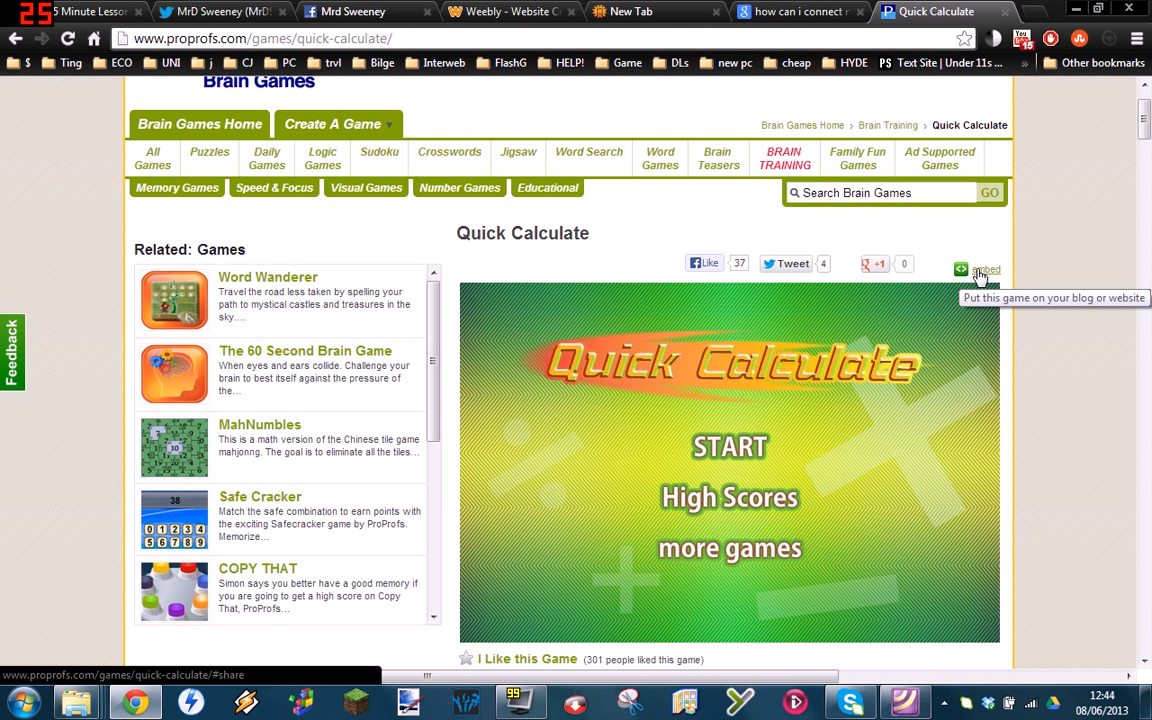 25
5 Minute Lesson
MrD Sweeney (MrDS
Mrd Sweeney
Weebly - Website C
New Tab
how can i connect m
Quick Calculate
www.proprofs.com/games/quick-calculate/
$
Ting
ECO
UNI
j
CJ
PC
trvl
Bilge
Interweb
FlashG
HELP!
Game
DLs
new pc
cheap
HYDE
PS Text Site | Under 11s ...
Other bookmarks
You
15
Brain Games
Brain Games Home
Create A Game
Brain Games Home › Brain Training › Quick Calculate
All Games
Puzzles
Daily Games
Logic Games
Sudoku
Crosswords
Jigsaw
Word Search
Word Games
Brain Teasers
BRAIN TRAINING
Family Fun Games
Ad Supported Games
Memory Games
Speed & Focus
Visual Games
Number Games
Educational
Search Brain Games
GO
Related: Games
Word Wanderer
Travel the road less taken by spelling your
path to mystical castles and treasures in the
sky....
The 60 Second Brain Game
When eyes and ears collide. Challenge your
brain to best itself against the pressure of
the...
MahNumbles
This is a math version of the Chinese tile game
mahjong. The goal is to eliminate all the tiles...
Safe Cracker
Match the safe combination to earn points with
the exciting Safecracker game by ProProfs.
Memorize...
COPY THAT
Simon says you better have a good memory if
you are going to get a high score on Copy
That, ProProfs...
Feedback
Quick Calculate
Like 37
Tweet 4
+1 0
embed
Put this game on your blog or website
Quick Calculate
START
High Scores
more games
I Like this Game (301 people liked this game)
www.proprofs.com/games/quick-calculate/#share
99
12:44
08/06/2013